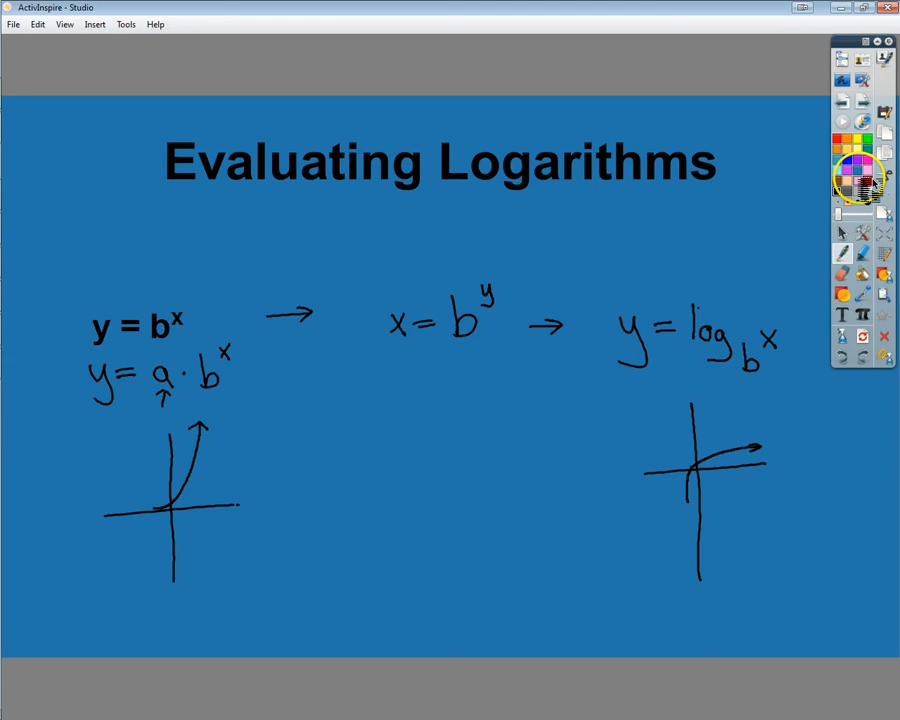 ActivInspire - Studio
File Edit View Insert Tools Help
Evaluating Logarithms
y = bˣ → x = bʸ → y = log_b x
y = a · bˣ
↑